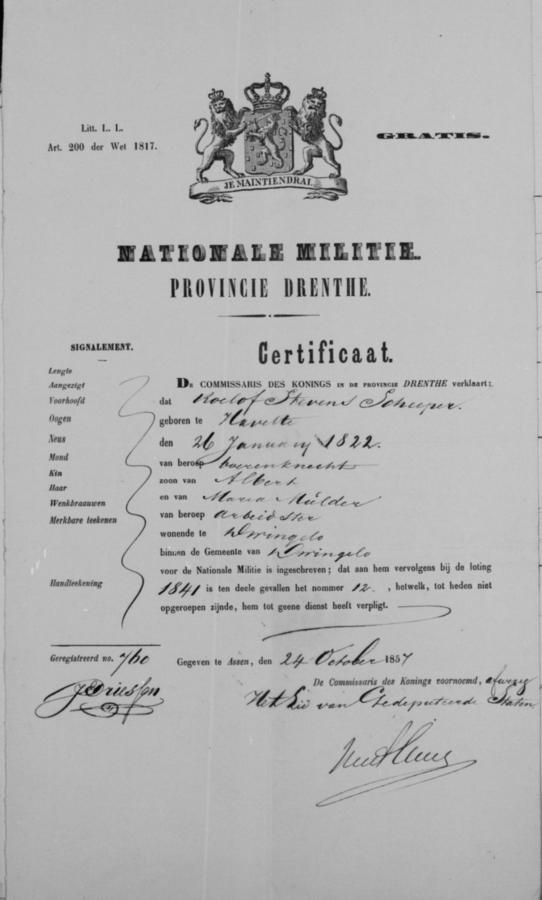 Litt. L. L.
Art. 200 der Wet 1817.
GRATIS.
JE MAINTIENDRAI.
NATIONALE MILITIE.
PROVINCIE DRENTHE.
SIGNALEMENT.
Lengte
Aangezigt
Voorhoofd
Oogen
Neus
Mond
Kin
Haar
Wenkbraauwen
Merkbare teekenen
Handteekening
Certificaat.
DE COMMISSARIS DES KONINGS IN DE PROVINCIE DRENTHE verklaart:
dat Roelof Stevens Scheper.
geboren te Havelte
den 26 January 1822.
van beroep boerenknecht
zoon van Albert
en van Maria Mulder
van beroep arbeidster
wonende te Dwingelo
binnen de Gemeente van Dwingelo
voor de Nationale Militie is ingeschreven; dat aan hem vervolgens bij de loting
1841 is ten deele gevallen het nommer 12. , hetwelk, tot heden niet
opgeroepen zijnde, hem tot geene dienst heeft verpligt.
Geregistreerd no. 760
Gegeven te Assen, den 24 October 1857
De Commissaris des Konings voornoemd, afwezig
Het Lid van Gedeputeerde Staten
J Driessen